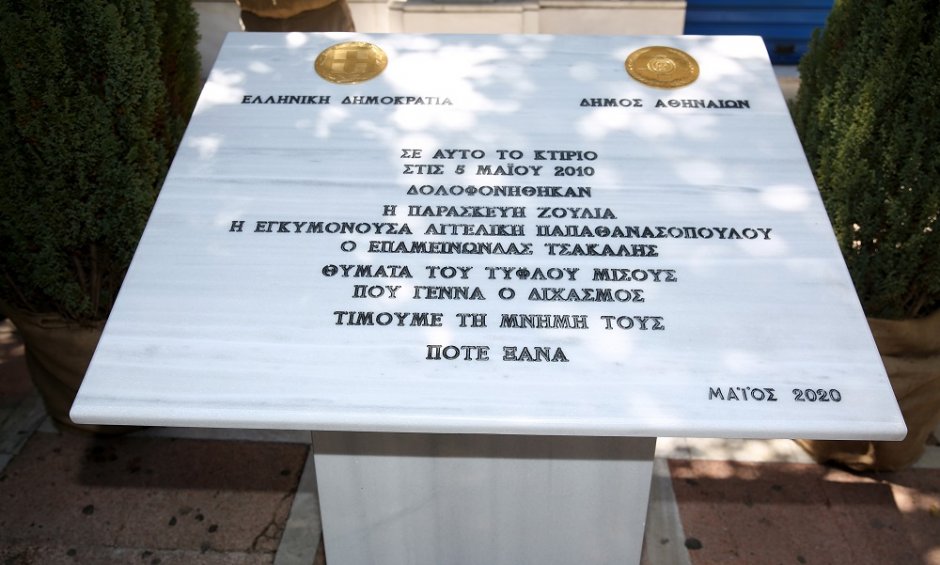 ΕΛΛΗΝΙΚΗ ΔΗΜΟΚΡΑΤΙΑ
ΔΗΜΟΣ ΑΘΗΝΑΙΩΝ
ΣΕ ΑΥΤΟ ΤΟ ΚΤΙΡΙΟ
ΣΤΙΣ 5 ΜΑΪΟΥ 2010
ΔΟΛΟΦΟΝΗΘΗΚΑΝ
Η ΠΑΡΑΣΚΕΥΗ ΖΟΥΛΙΑ
Η ΕΓΚΥΜΟΝΟΥΣΑ ΑΓΓΕΛΙΚΗ ΠΑΠΑΘΑΝΑΣΟΠΟΥΛΟΥ
Ο ΕΠΑΜΕΙΝΩΝΔΑΣ ΤΣΑΚΑΛΗΣ
ΘΥΜΑΤΑ ΤΟΥ ΤΥΦΛΟΥ ΜΙΣΟΥΣ
ΠΟΥ ΓΕΝΝΑ Ο ΔΙΧΑΣΜΟΣ
ΤΙΜΟΥΜΕ ΤΗ ΜΝΗΜΗ ΤΟΥΣ
ΠΟΤΕ ΞΑΝΑ
ΜΑΪΟΣ 2020